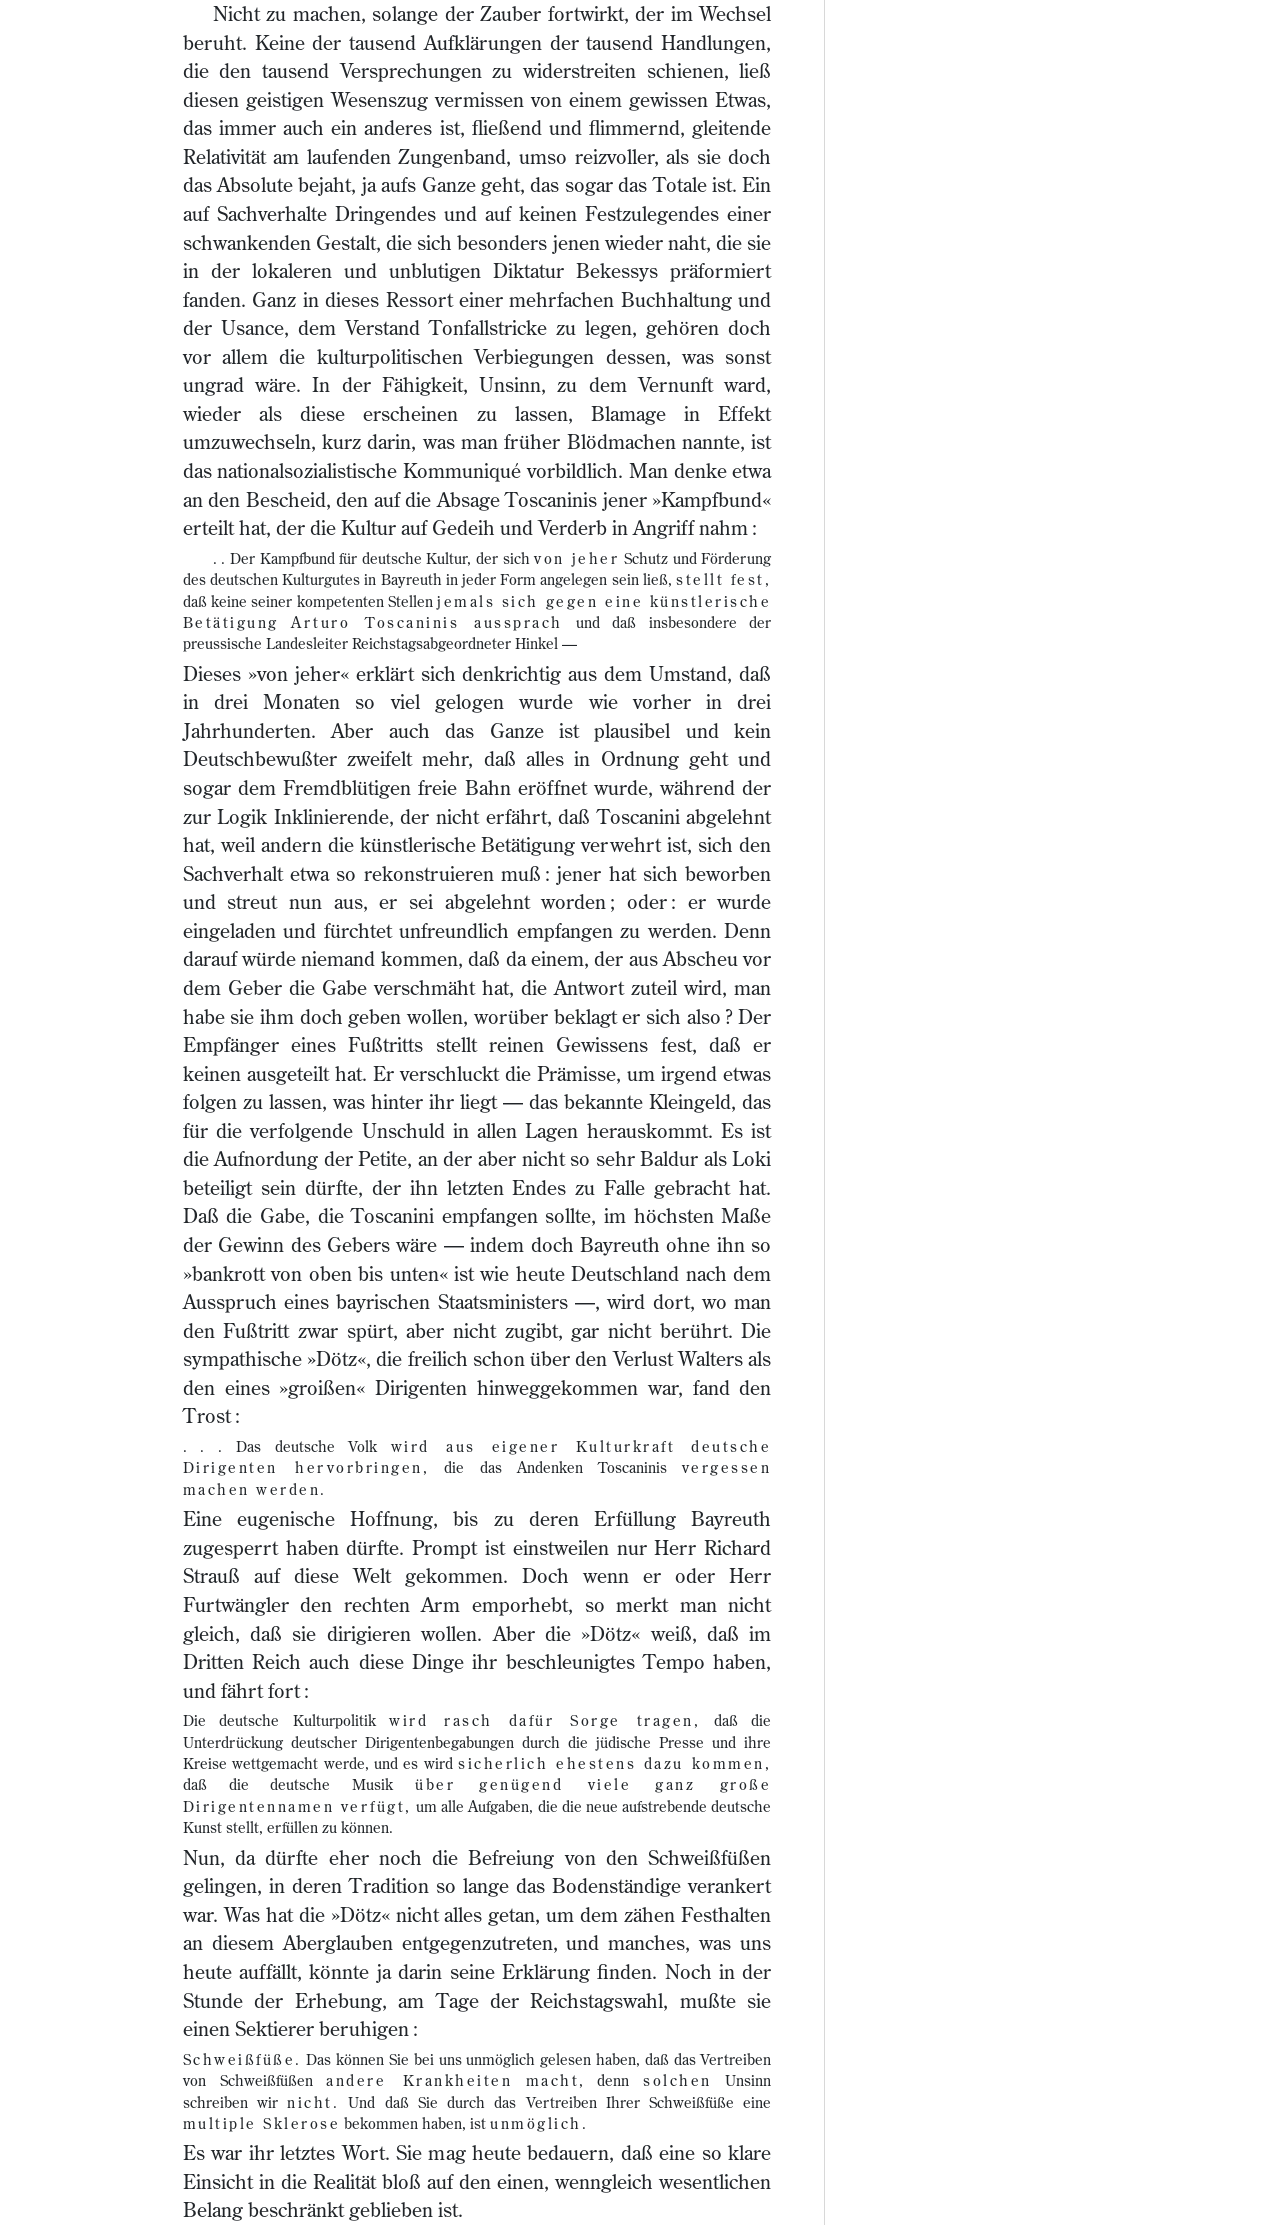 Nicht zu machen, solange der Zauber fortwirkt, der im Wechsel
beruht. Keine der tausend Aufklärungen der tausend Handlungen,
die den tausend Versprechungen zu widerstreiten schienen, ließ
diesen geistigen Wesenszug vermissen von einem gewissen Etwas,
das immer auch ein anderes ist, fließend und flimmernd, gleitende
Relativität am laufenden Zungenband, umso reizvoller, als sie doch
das Absolute bejaht, ja aufs Ganze geht, das sogar das Totale ist. Ein
auf Sachverhalte Dringendes und auf keinen Festzulegendes einer
schwankenden Gestalt, die sich besonders jenen wieder naht, die sie
in der lokaleren und unblutigen Diktatur Bekessys präformiert
fanden. Ganz in dieses Ressort einer mehrfachen Buchhaltung und
der Usance, dem Verstand Tonfallstricke zu legen, gehören doch
vor allem die kulturpolitischen Verbiegungen dessen, was sonst
ungrad wäre. In der Fähigkeit, Unsinn, zu dem Vernunft ward,
wieder als diese erscheinen zu lassen, Blamage in Effekt
umzuwechseln, kurz darin, was man früher Blödmachen nannte, ist
das nationalsozialistische Kommuniqué vorbildlich. Man denke etwa
an den Bescheid, den auf die Absage Toscaninis jener »Kampfbund«
erteilt hat, der die Kultur auf Gedeih und Verderb in Angriff nahm :
. . Der Kampfbund für deutsche Kultur, der sich von jeher Schutz und Förderung
des deutschen Kulturgutes in Bayreuth in jeder Form angelegen sein ließ, stellt fest,
daß keine seiner kompetenten Stellen jemals sich gegen eine künstlerische
Betätigung Arturo Toscaninis aussprach und daß insbesondere der
preussische Landesleiter Reichstagsabgeordneter Hinkel —
Dieses »von jeher« erklärt sich denkrichtig aus dem Umstand, daß
in drei Monaten so viel gelogen wurde wie vorher in drei
Jahrhunderten. Aber auch das Ganze ist plausibel und kein
Deutschbewußter zweifelt mehr, daß alles in Ordnung geht und
sogar dem Fremdblütigen freie Bahn eröffnet wurde, während der
zur Logik Inklinierende, der nicht erfährt, daß Toscanini abgelehnt
hat, weil andern die künstlerische Betätigung verwehrt ist, sich den
Sachverhalt etwa so rekonstruieren muß : jener hat sich beworben
und streut nun aus, er sei abgelehnt worden ; oder : er wurde
eingeladen und fürchtet unfreundlich empfangen zu werden. Denn
darauf würde niemand kommen, daß da einem, der aus Abscheu vor
dem Geber die Gabe verschmäht hat, die Antwort zuteil wird, man
habe sie ihm doch geben wollen, worüber beklagt er sich also ? Der
Empfänger eines Fußtritts stellt reinen Gewissens fest, daß er
keinen ausgeteilt hat. Er verschluckt die Prämisse, um irgend etwas
folgen zu lassen, was hinter ihr liegt — das bekannte Kleingeld, das
für die verfolgende Unschuld in allen Lagen herauskommt. Es ist
die Aufnordung der Petite, an der aber nicht so sehr Baldur als Loki
beteiligt sein dürfte, der ihn letzten Endes zu Falle gebracht hat.
Daß die Gabe, die Toscanini empfangen sollte, im höchsten Maße
der Gewinn des Gebers wäre — indem doch Bayreuth ohne ihn so
»bankrott von oben bis unten« ist wie heute Deutschland nach dem
Ausspruch eines bayrischen Staatsministers —, wird dort, wo man
den Fußtritt zwar spürt, aber nicht zugibt, gar nicht berührt. Die
sympathische »Dötz«, die freilich schon über den Verlust Walters als
den eines »groißen« Dirigenten hinweggekommen war, fand den
Trost :
. . . Das deutsche Volk wird aus eigener Kulturkraft deutsche
Dirigenten hervorbringen, die das Andenken Toscaninis vergessen
machen werden.
Eine eugenische Hoffnung, bis zu deren Erfüllung Bayreuth
zugesperrt haben dürfte. Prompt ist einstweilen nur Herr Richard
Strauß auf diese Welt gekommen. Doch wenn er oder Herr
Furtwängler den rechten Arm emporhebt, so merkt man nicht
gleich, daß sie dirigieren wollen. Aber die »Dötz« weiß, daß im
Dritten Reich auch diese Dinge ihr beschleunigtes Tempo haben,
und fährt fort :
Die deutsche Kulturpolitik wird rasch dafür Sorge tragen, daß die
Unterdrückung deutscher Dirigentenbegabungen durch die jüdische Presse und ihre
Kreise wettgemacht werde, und es wird sicherlich ehestens dazu kommen,
daß die deutsche Musik über genügend viele ganz große
Dirigentennamen verfügt, um alle Aufgaben, die die neue aufstrebende deutsche
Kunst stellt, erfüllen zu können.
Nun, da dürfte eher noch die Befreiung von den Schweißfüßen
gelingen, in deren Tradition so lange das Bodenständige verankert
war. Was hat die »Dötz« nicht alles getan, um dem zähen Festhalten
an diesem Aberglauben entgegenzutreten, und manches, was uns
heute auffällt, könnte ja darin seine Erklärung finden. Noch in der
Stunde der Erhebung, am Tage der Reichstagswahl, mußte sie
einen Sektierer beruhigen :
Schweißfüße. Das können Sie bei uns unmöglich gelesen haben, daß das Vertreiben
von Schweißfüßen andere Krankheiten macht, denn solchen Unsinn
schreiben wir nicht. Und daß Sie durch das Vertreiben Ihrer Schweißfüße eine
multiple Sklerose bekommen haben, ist unmöglich.
Es war ihr letztes Wort. Sie mag heute bedauern, daß eine so klare
Einsicht in die Realität bloß auf den einen, wenngleich wesentlichen
Belang beschränkt geblieben ist.